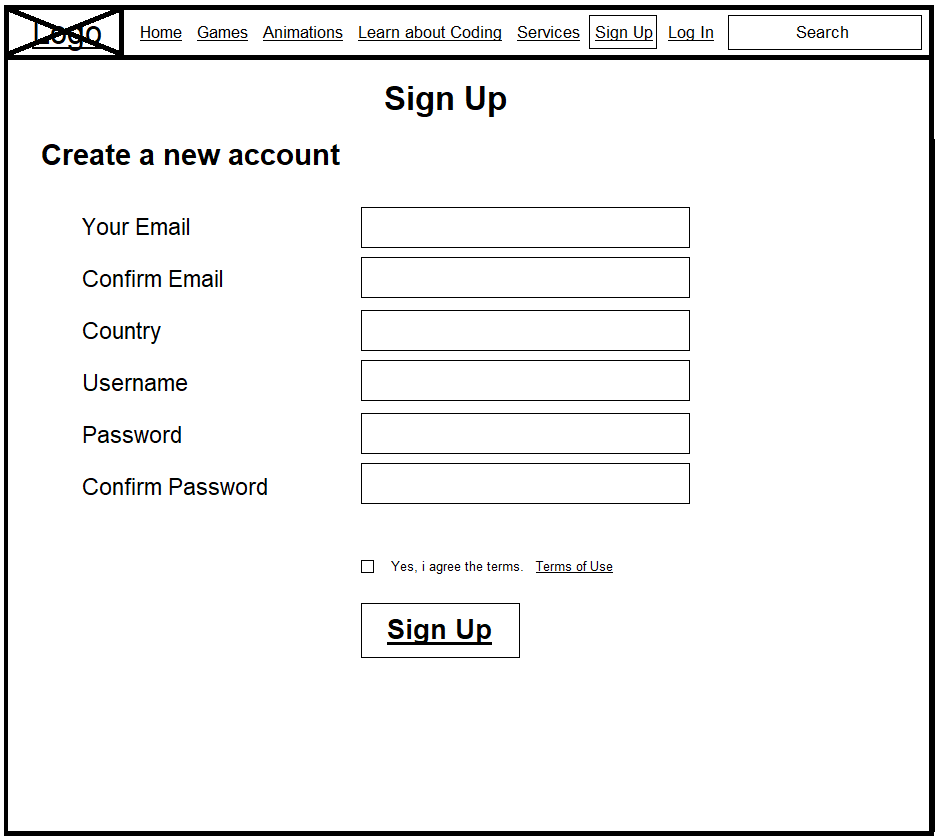 Logo Home Games Animations Learn about Coding Services Sign Up Log In Search
Sign Up
Create a new account
Your Email
Confirm Email
Country
Username
Password
Confirm Password
Yes, i agree the terms. Terms of Use
Sign Up